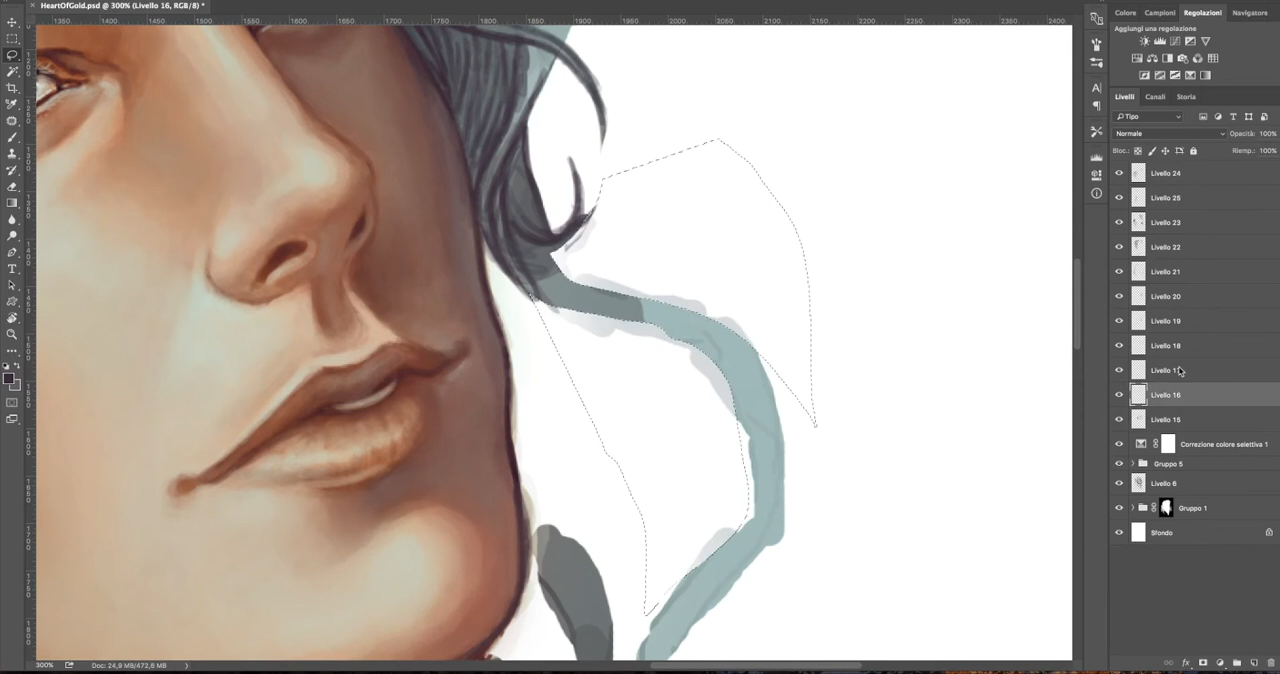 HeartOfGold.psd @ 300% (Livello 16, RGB/8) *
1350 1400 1450 1500 1550 1600 1650 1700 1750 1800 1850 1900 1950 2000 2050 2100 2150 2200 2250 2300 2350 2400
Colore Campioni Regolazioni Navigatore
Aggiungi una regolazione
Livelli Canali Storia
Tipo
Normale Opacità: 100%
Bloc.: Riemp.: 100%
Livello 24
Livello 25
Livello 23
Livello 22
Livello 21
Livello 20
Livello 19
Livello 18
Livello
Livello 16
Livello 15
Correzione colore selettiva 1
Gruppo 5
Livello 6
Gruppo 1
Sfondo
300% Doc: 24,9 MB/472,6 MB